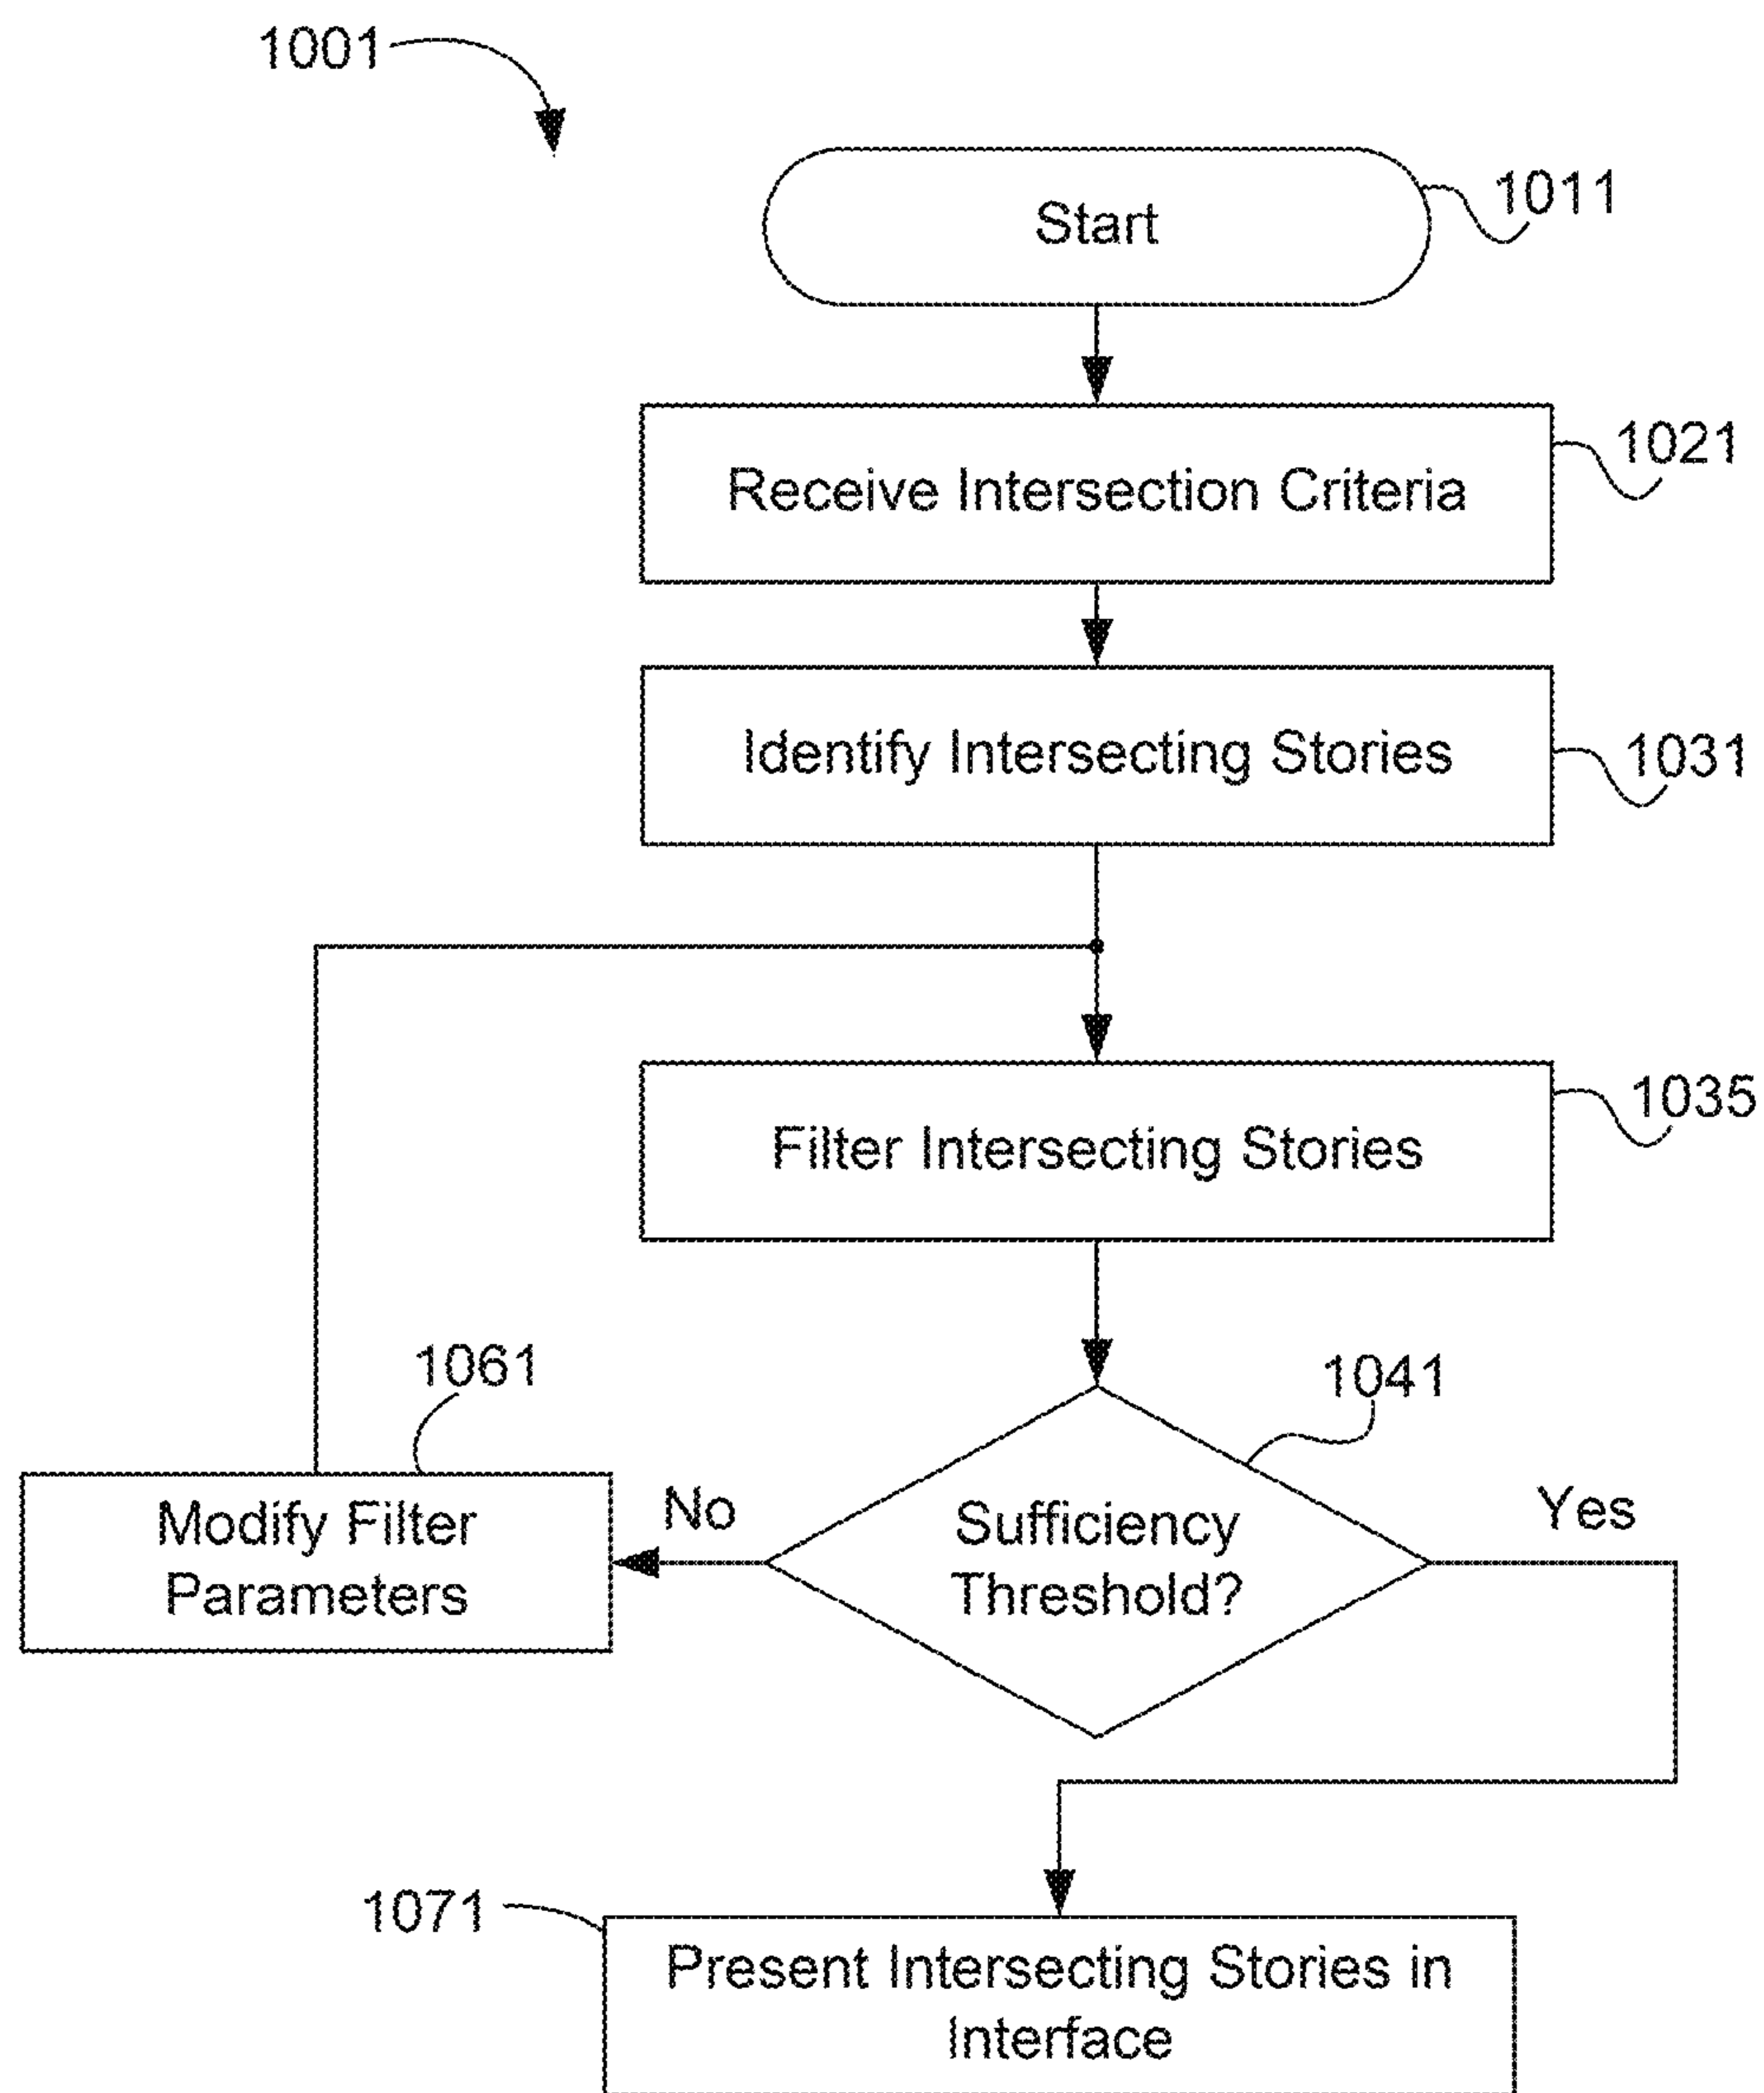 1001
Start
1011
Receive Intersection Criteria
1021
Identify Intersecting Stories
1031
Filter Intersecting Stories
1035
1061
1041
Modify Filter
Parameters
No
Sufficiency
Threshold?
Yes
1071
Present Intersecting Stories in
Interface